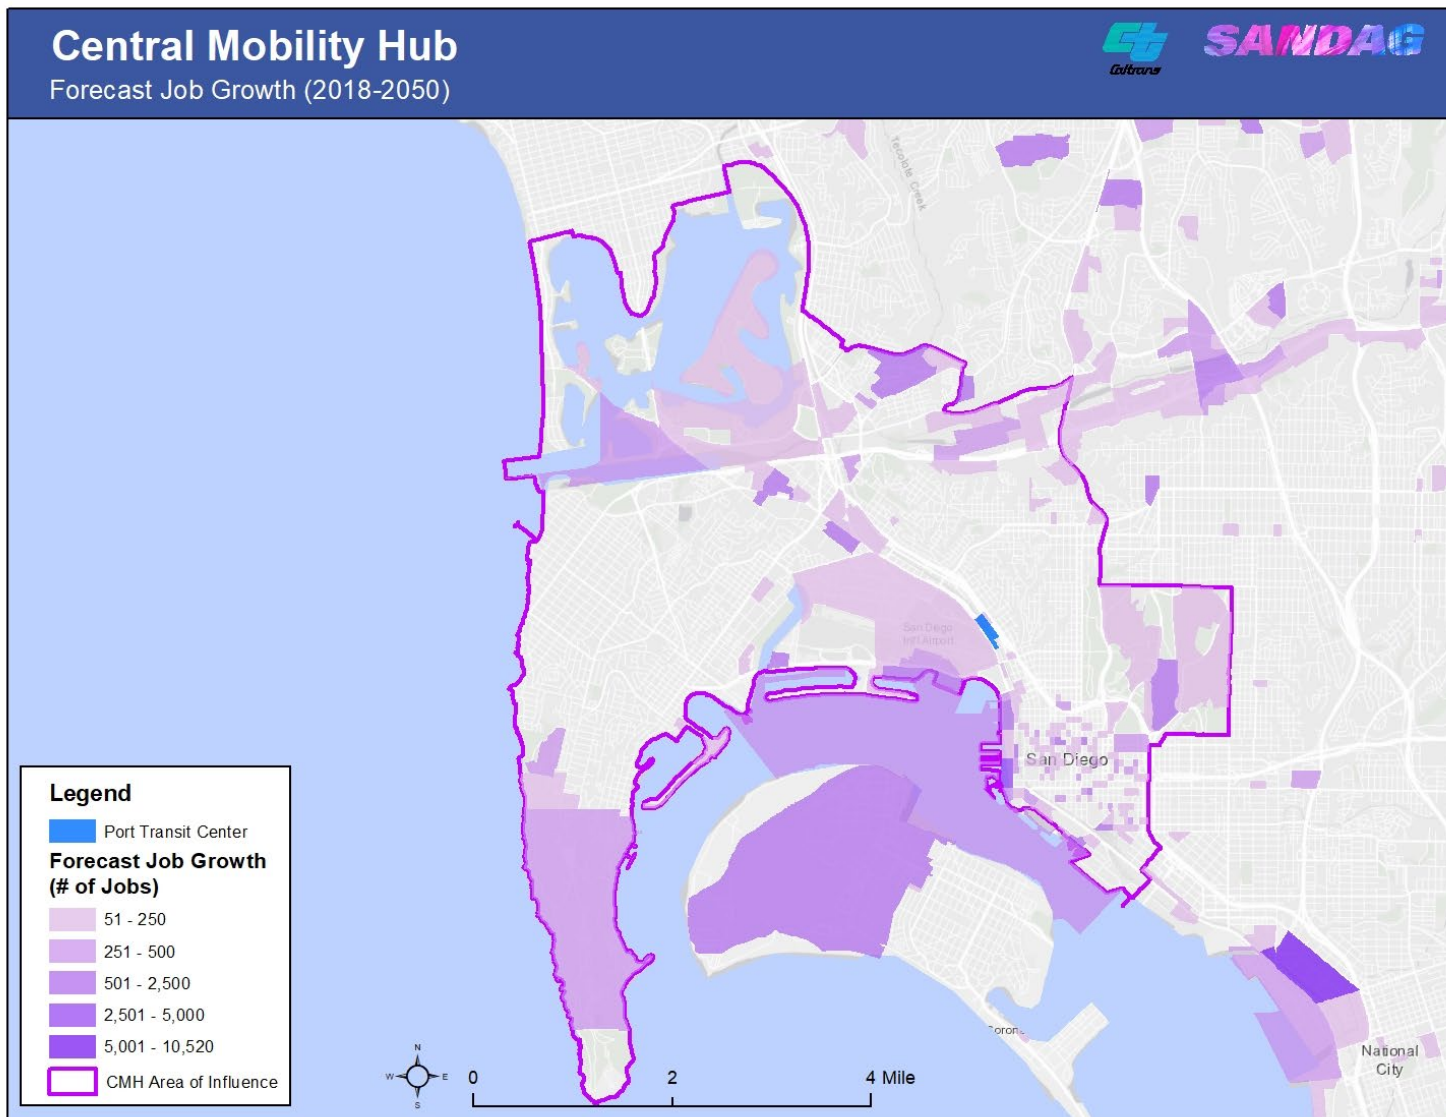 Central Mobility Hub
Forecast Job Growth (2018-2050)
Caltrans
SANDAG
Tecolote Creek
San Diego
Int'l Airport
San Diego
Legend
Port Transit Center
Forecast Job Growth
(# of Jobs)
51 - 250
251 - 500
501 - 2,500
2,501 - 5,000
5,001 - 10,520
CMH Area of Influence
N
W
E
S
0
2
4 Mile
Corona
National
City